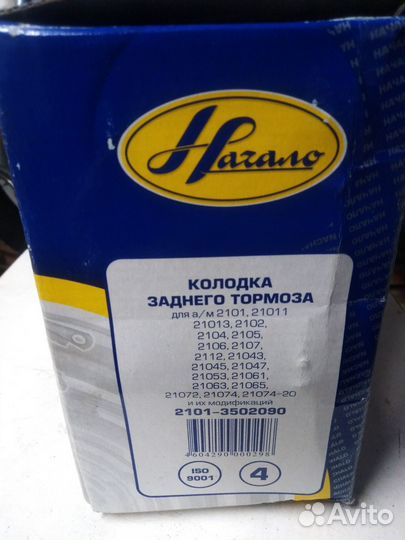 Начало
КОЛОДКА
ЗАДНЕГО ТОРМОЗА
для а/м 2101, 21011
21013, 2102,
2104, 2105,
2106, 2107,
2112, 21043,
21045, 21047,
21053, 21061,
21063, 21065,
21072, 21074, 21074-20
и их модификаций
2101-3502090
4604290000298
ISO
9001
4
Avito